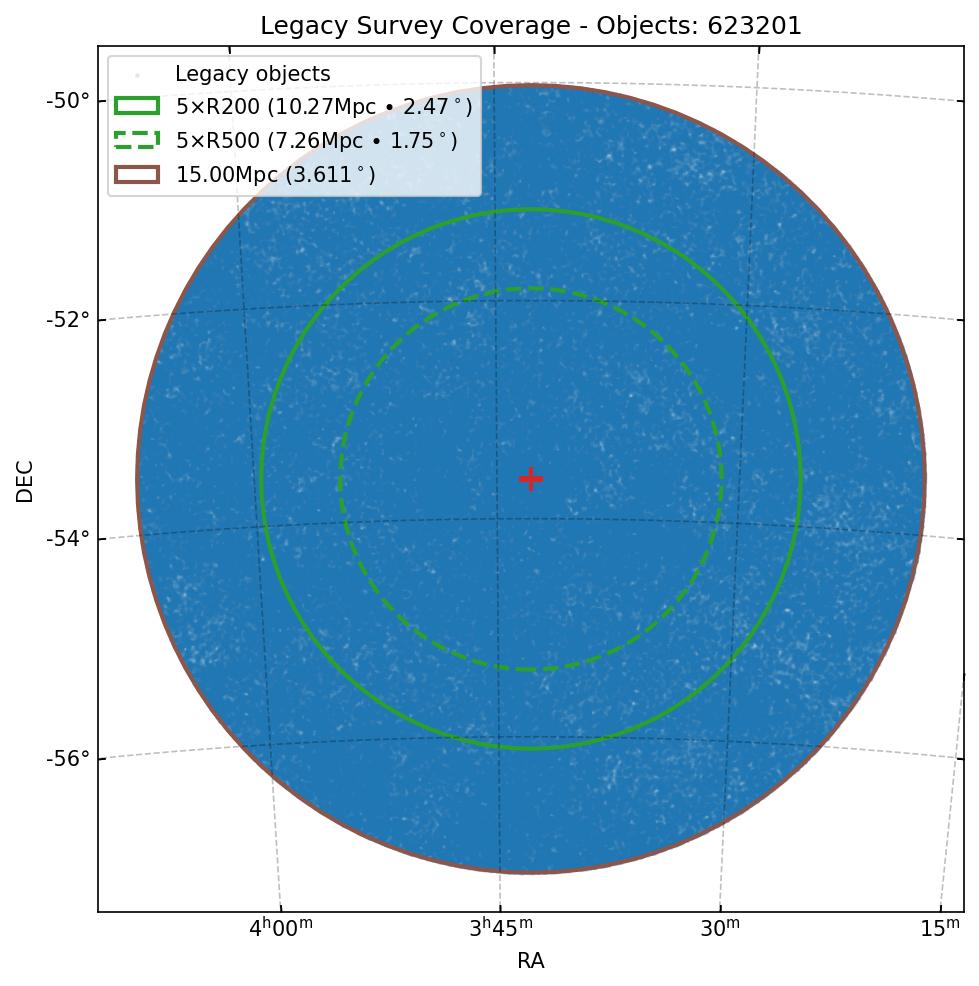 Legacy Survey Coverage - Objects: 623201
Legacy objects
5×R200 (10.27Mpc • 2.47°)
5×R500 (7.26Mpc • 1.75°)
15.00Mpc (3.611°)
-50°
-52°
-54°
-56°
DEC
4ʰ00ᵐ
3ʰ45ᵐ
30ᵐ
15ᵐ
RA